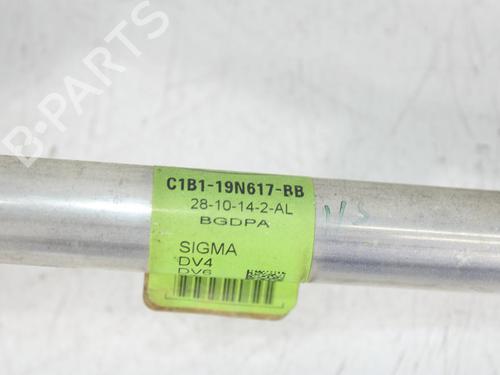 B-PARTS
C1B1-19N617-BB
28-10-14-2-AL
BGDPA
SIGMA
DV4
DV6